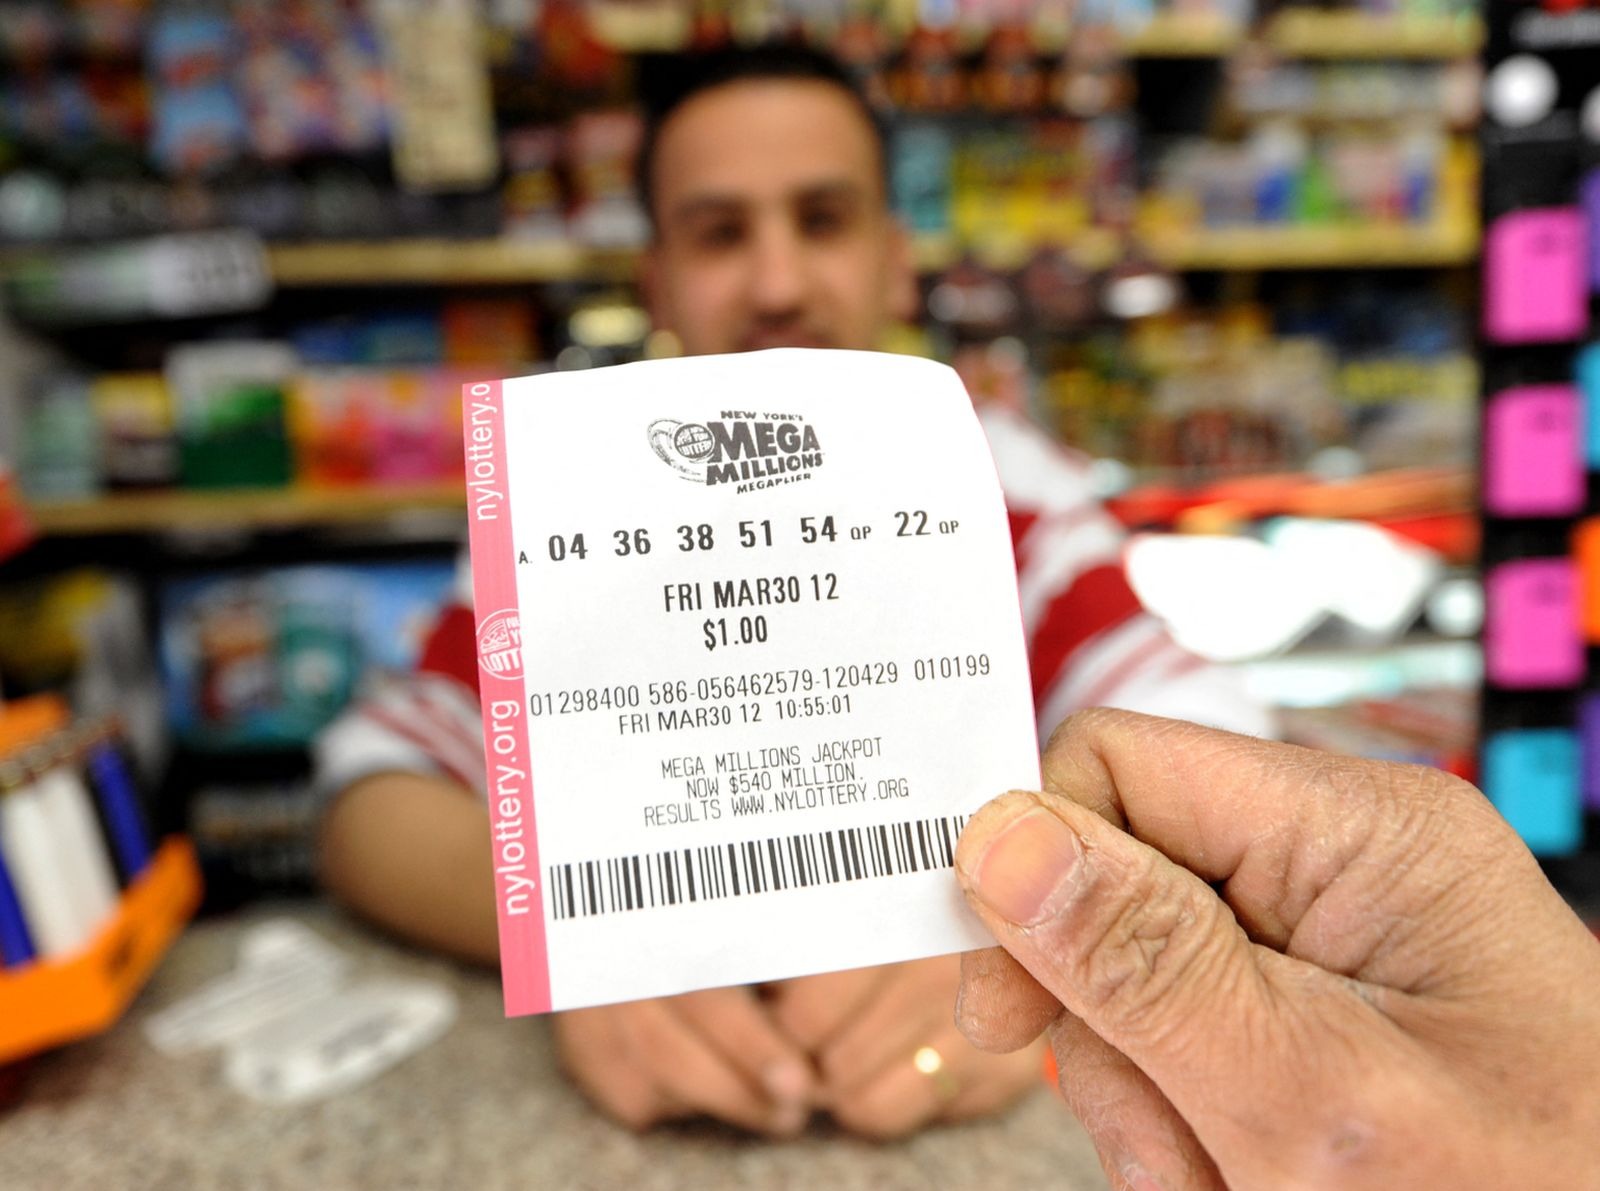 nylottery.o
nylottery.org
NEW YORK'S
MEGA
MILLIONS
MEGAPLIER
A. 04 36 38 51 54 QP 22 QP
FRI MAR30 12
$1.00
01298400 586-056462579-120429 010199
FRI MAR30 12 10:55:01
MEGA MILLIONS JACKPOT
NOW $540 MILLION.
RESULTS WWW.NYLOTTERY.ORG